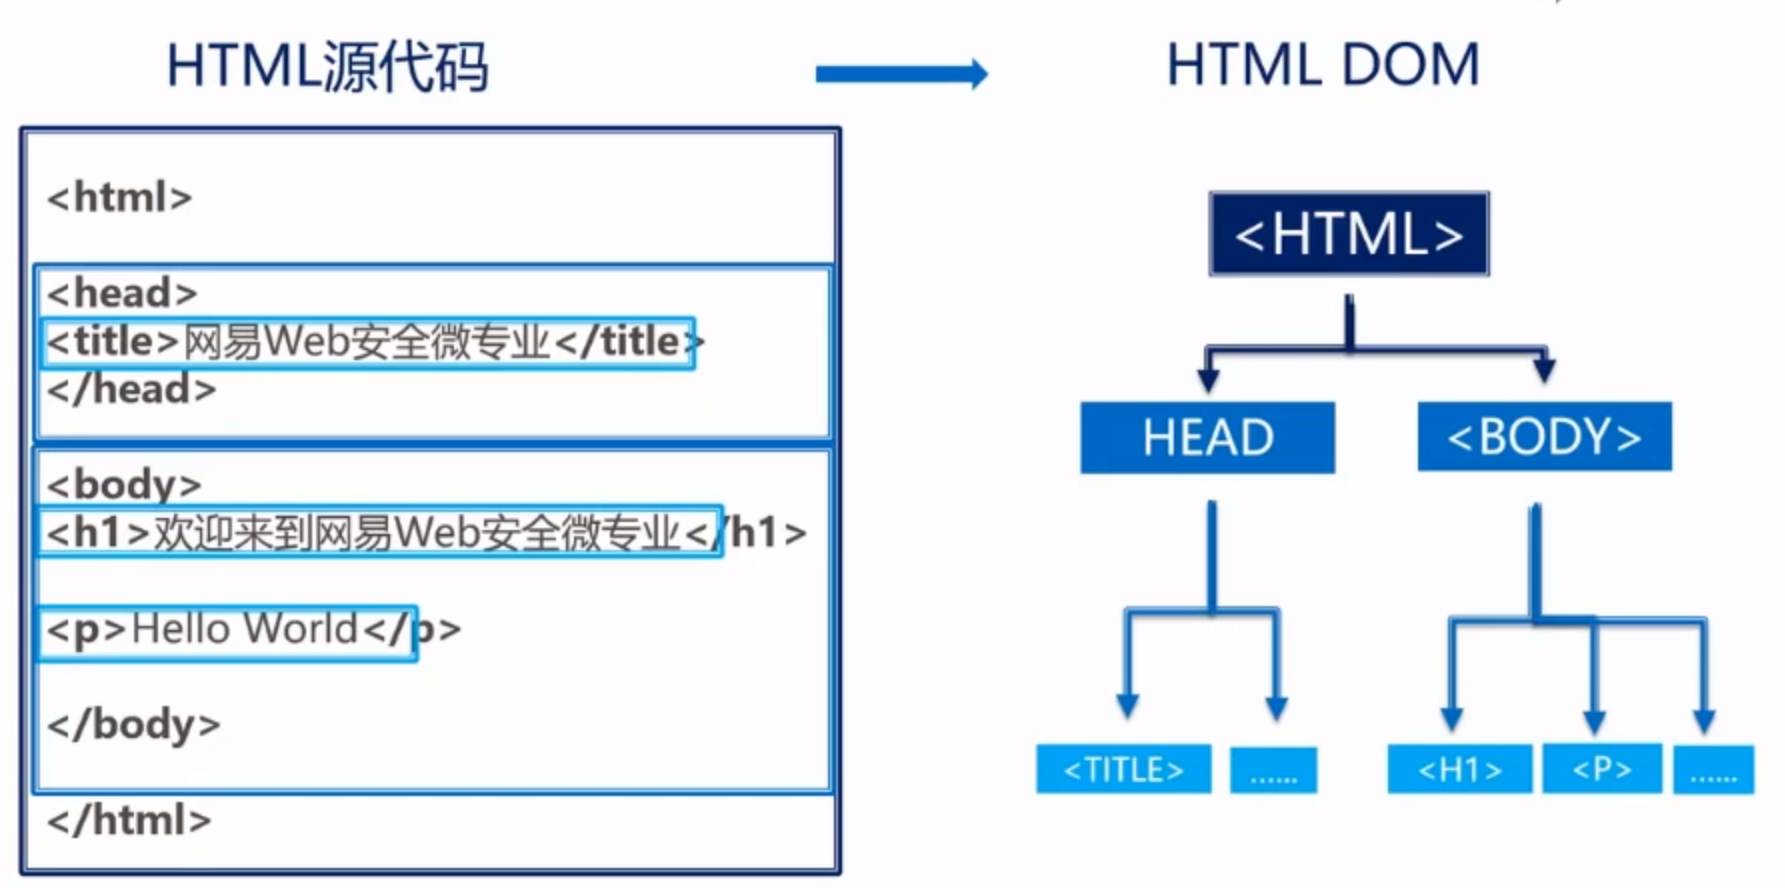 HTML源代码
HTML DOM
<html>
<head>
<title>网易Web安全微专业</title>
</head>
<body>
<h1>欢迎来到网易Web安全微专业</h1>
<p>Hello World</p>
</body>
</html>
<HTML>
HEAD
<BODY>
<TITLE>
......
<H1>
<P>
......